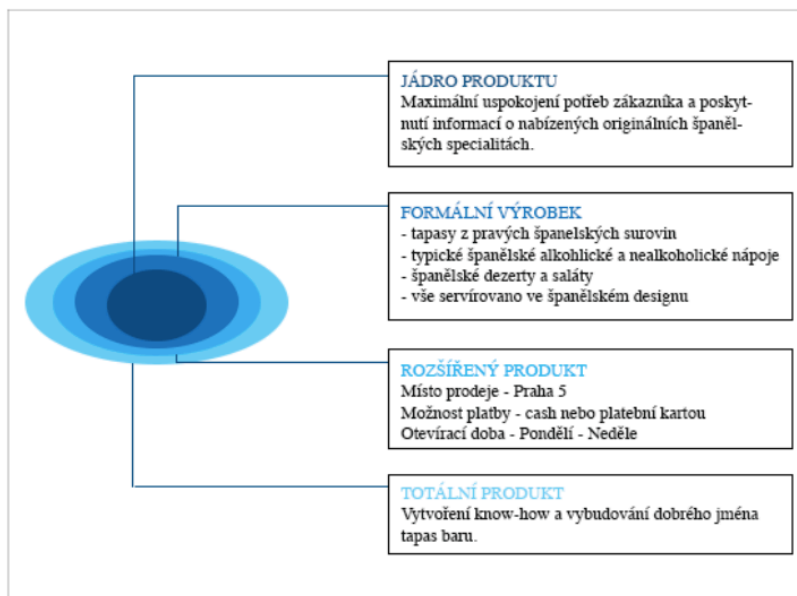 JÁDRO PRODUKTU
Maximální uspokojení potřeb zákazníka a poskyt-
nutí informací o nabízených originálních španěl-
ských specialitách.
FORMÁLNÍ VÝROBEK
- tapasy z pravých španelských surovin
- typické španělské alkohlické a nealkoholické nápoje
- španělské dezerty a saláty
- vše servírovano ve španělském designu
ROZŠÍŘENÝ PRODUKT
Místo prodeje - Praha 5
Možnost platby - cash nebo platební kartou
Otevírací doba - Pondělí - Neděle
TOTÁLNÍ PRODUKT
Vytvoření know-how a vybudování dobrého jména
tapas baru.